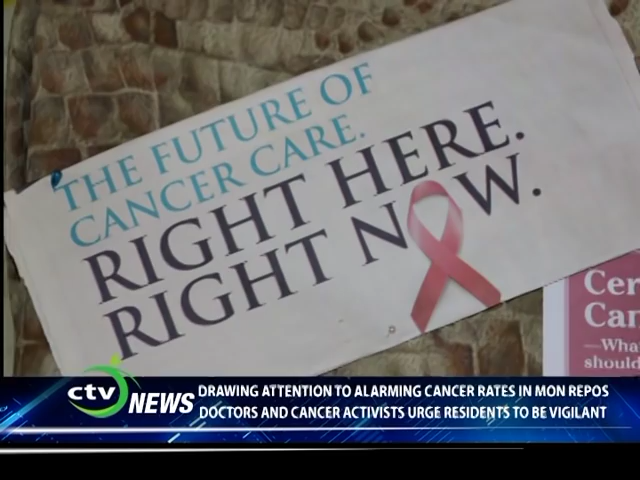 THE FUTURE OF
CANCER CARE.
RIGHT HERE.
RIGHT NOW.
Cer
Can
—Wha
should
ctv NEWS
DRAWING ATTENTION TO ALARMING CANCER RATES IN MON REPOS
DOCTORS AND CANCER ACTIVISTS URGE RESIDENTS TO BE VIGILANT